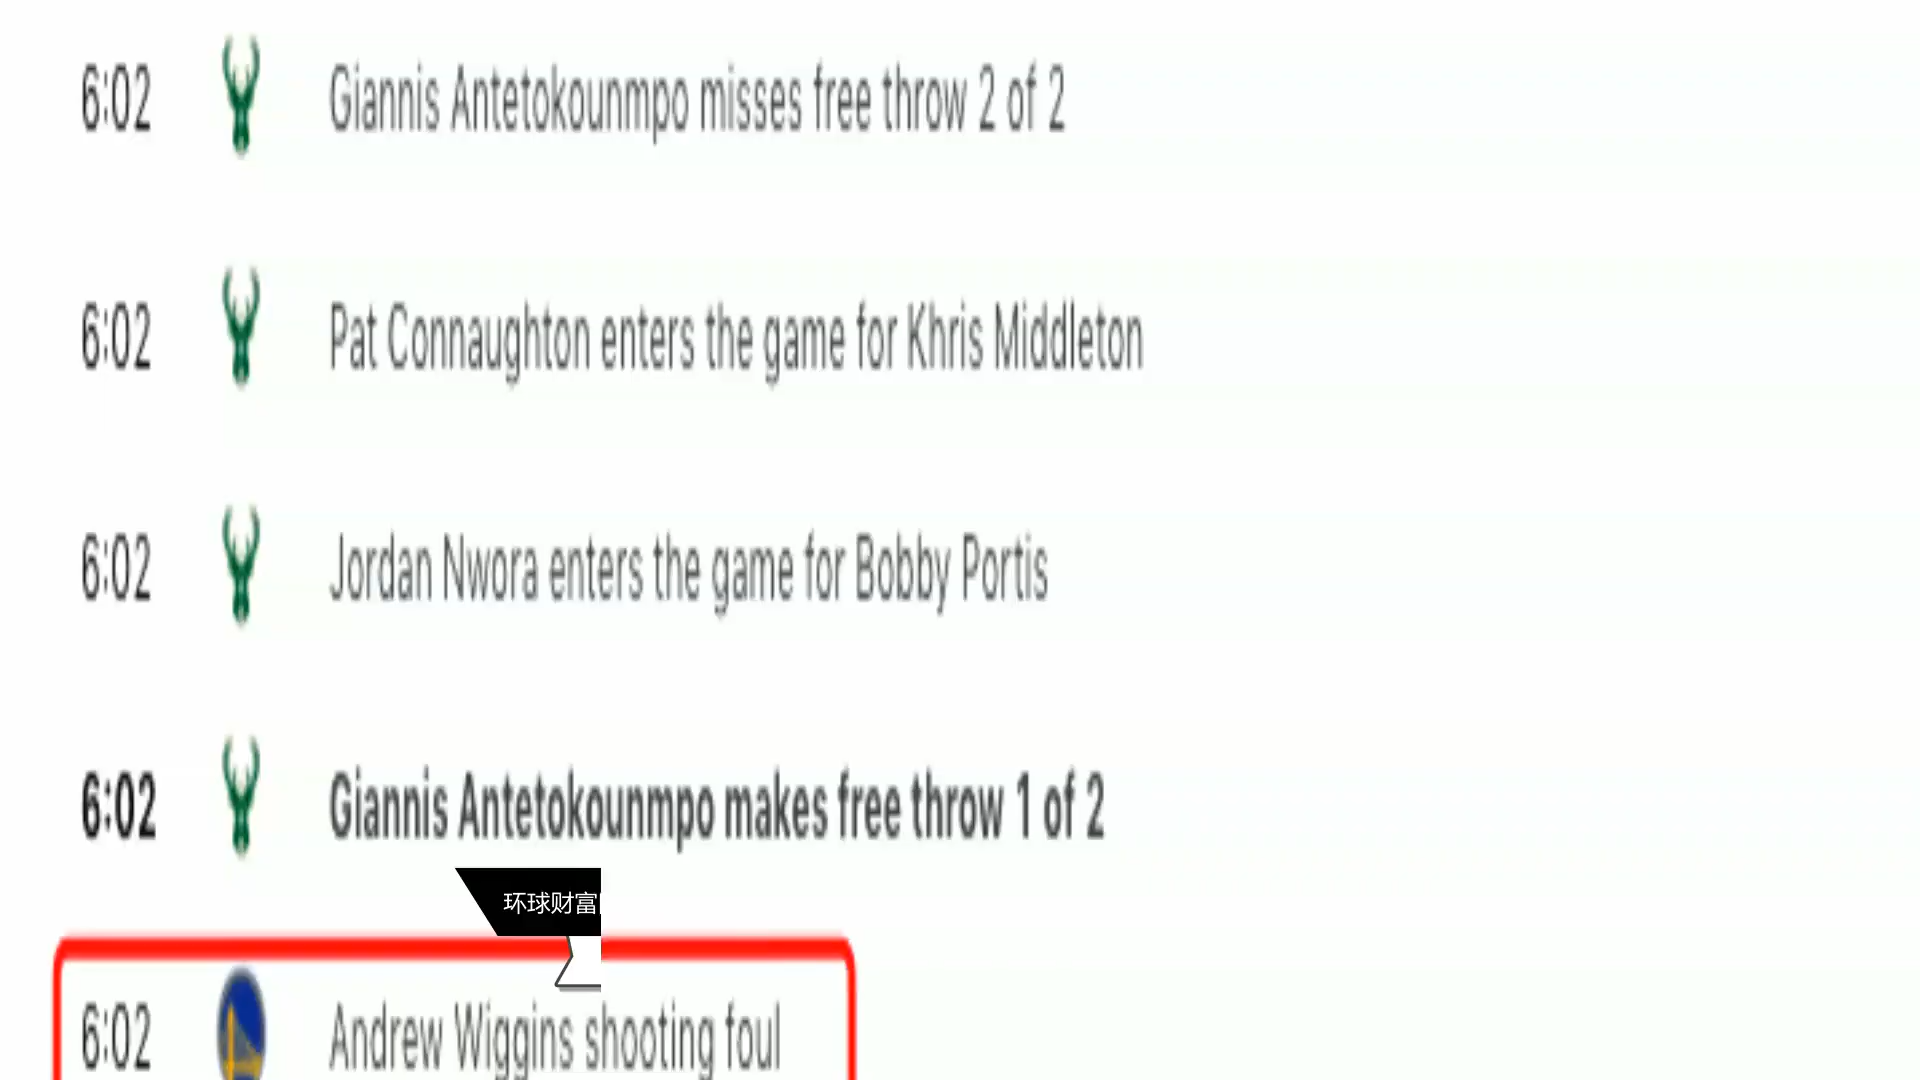 6:02 Giannis Antetokounmpo misses free throw 2 of 2
6:02 Pat Connaughton enters the game for Khris Middleton
6:02 Jordan Nwora enters the game for Bobby Portis
6:02 Giannis Antetokounmpo makes free throw 1 of 2
环球财富
6:02 Andrew Wiggins shooting foul